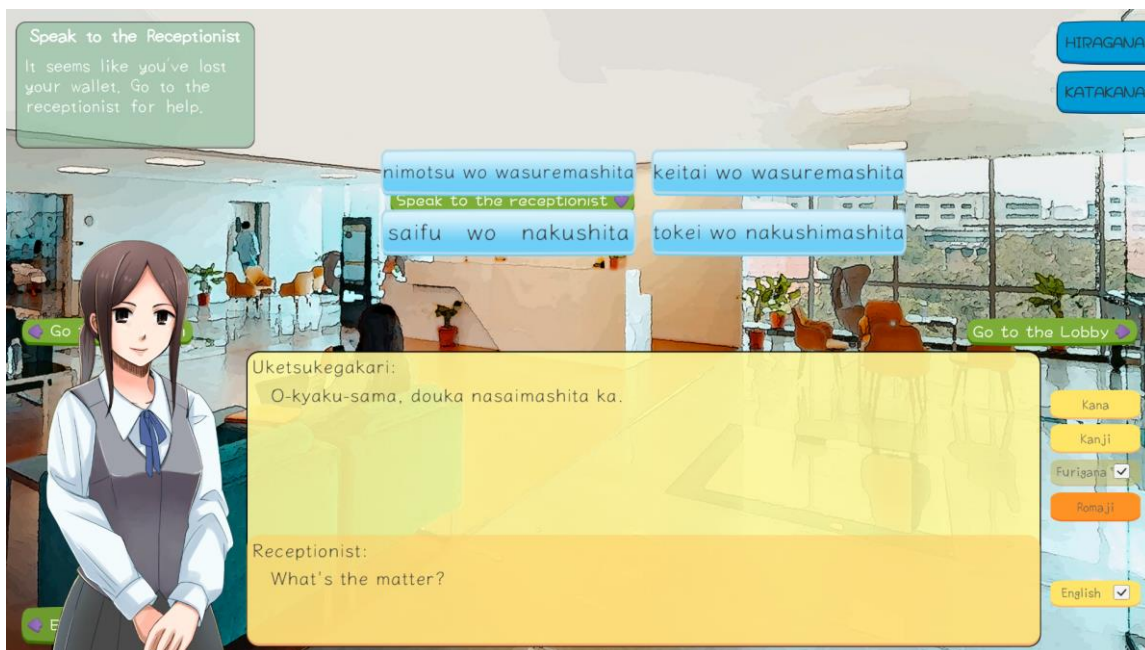 Speak to the Receptionist
It seems like you've lost
your wallet. Go to the
receptionist for help.
HIRAGANA
KATAKANA
nimotsu wo wasuremashita
keitai wo wasuremashita
Speak to the receptionist
saifu wo nakushita
tokei wo nakushimashita
Go
Go to the Lobby
Uketsukegakari:
O-kyaku-sama, douka nasaimashita ka.
Kana
Kanji
Furigana
Romaji
Receptionist:
What's the matter?
English
E